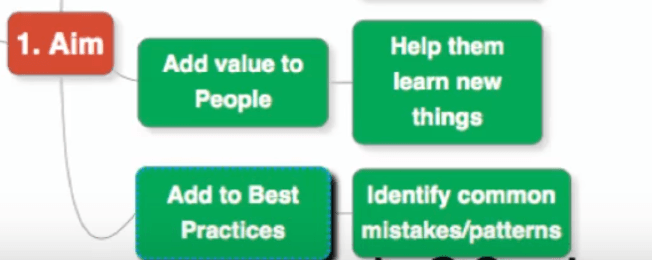 1. Aim
Add value to
People
Help them
learn new
things
Add to Best
Practices
Identify common
mistakes/patterns